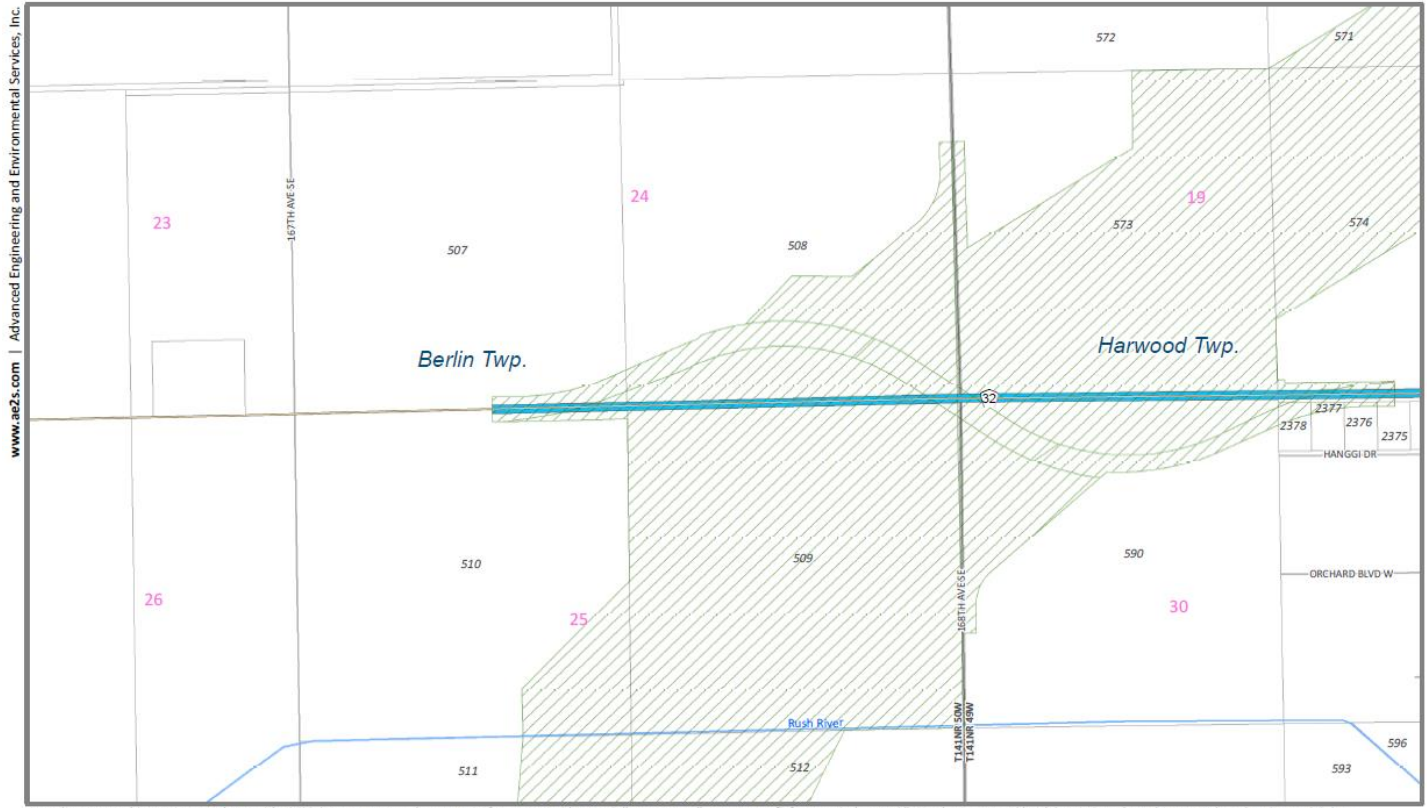 www.ae2s.com | Advanced Engineering and Environmental Services, Inc.
572
571
23
167TH AVE SE
24
19
507
508
573
574
Berlin Twp.
Harwood Twp.
32
2378
2377
2376
2375
HANGGI DR
510
509
590
ORCHARD BLVD W
26
25
168TH AVE SE
30
Rush River
T141NR 50W
T141NR 49W
511
512
593
596